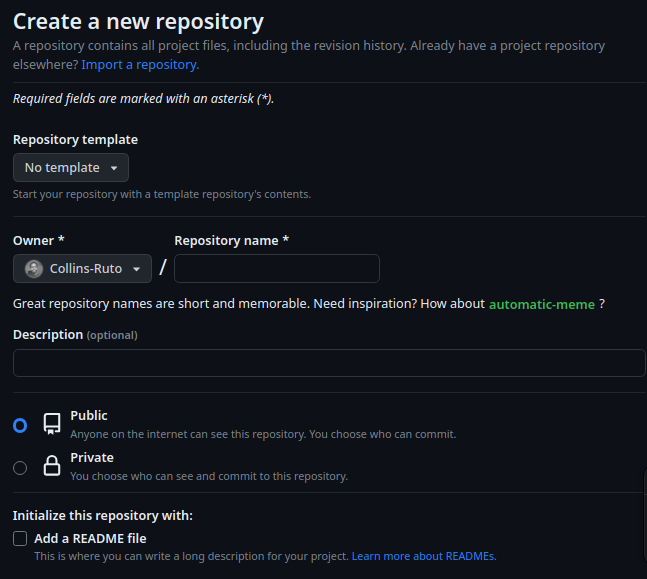 Create a new repository
A repository contains all project files, including the revision history. Already have a project repository
elsewhere? Import a repository.
Required fields are marked with an asterisk (*).
Repository template
No template
Start your repository with a template repository's contents.
Owner * Repository name *
Collins-Ruto /
Great repository names are short and memorable. Need inspiration? How about automatic-meme ?
Description (optional)
Public
Anyone on the internet can see this repository. You choose who can commit.
Private
You choose who can see and commit to this repository.
Initialize this repository with:
Add a README file
This is where you can write a long description for your project. Learn more about READMEs.